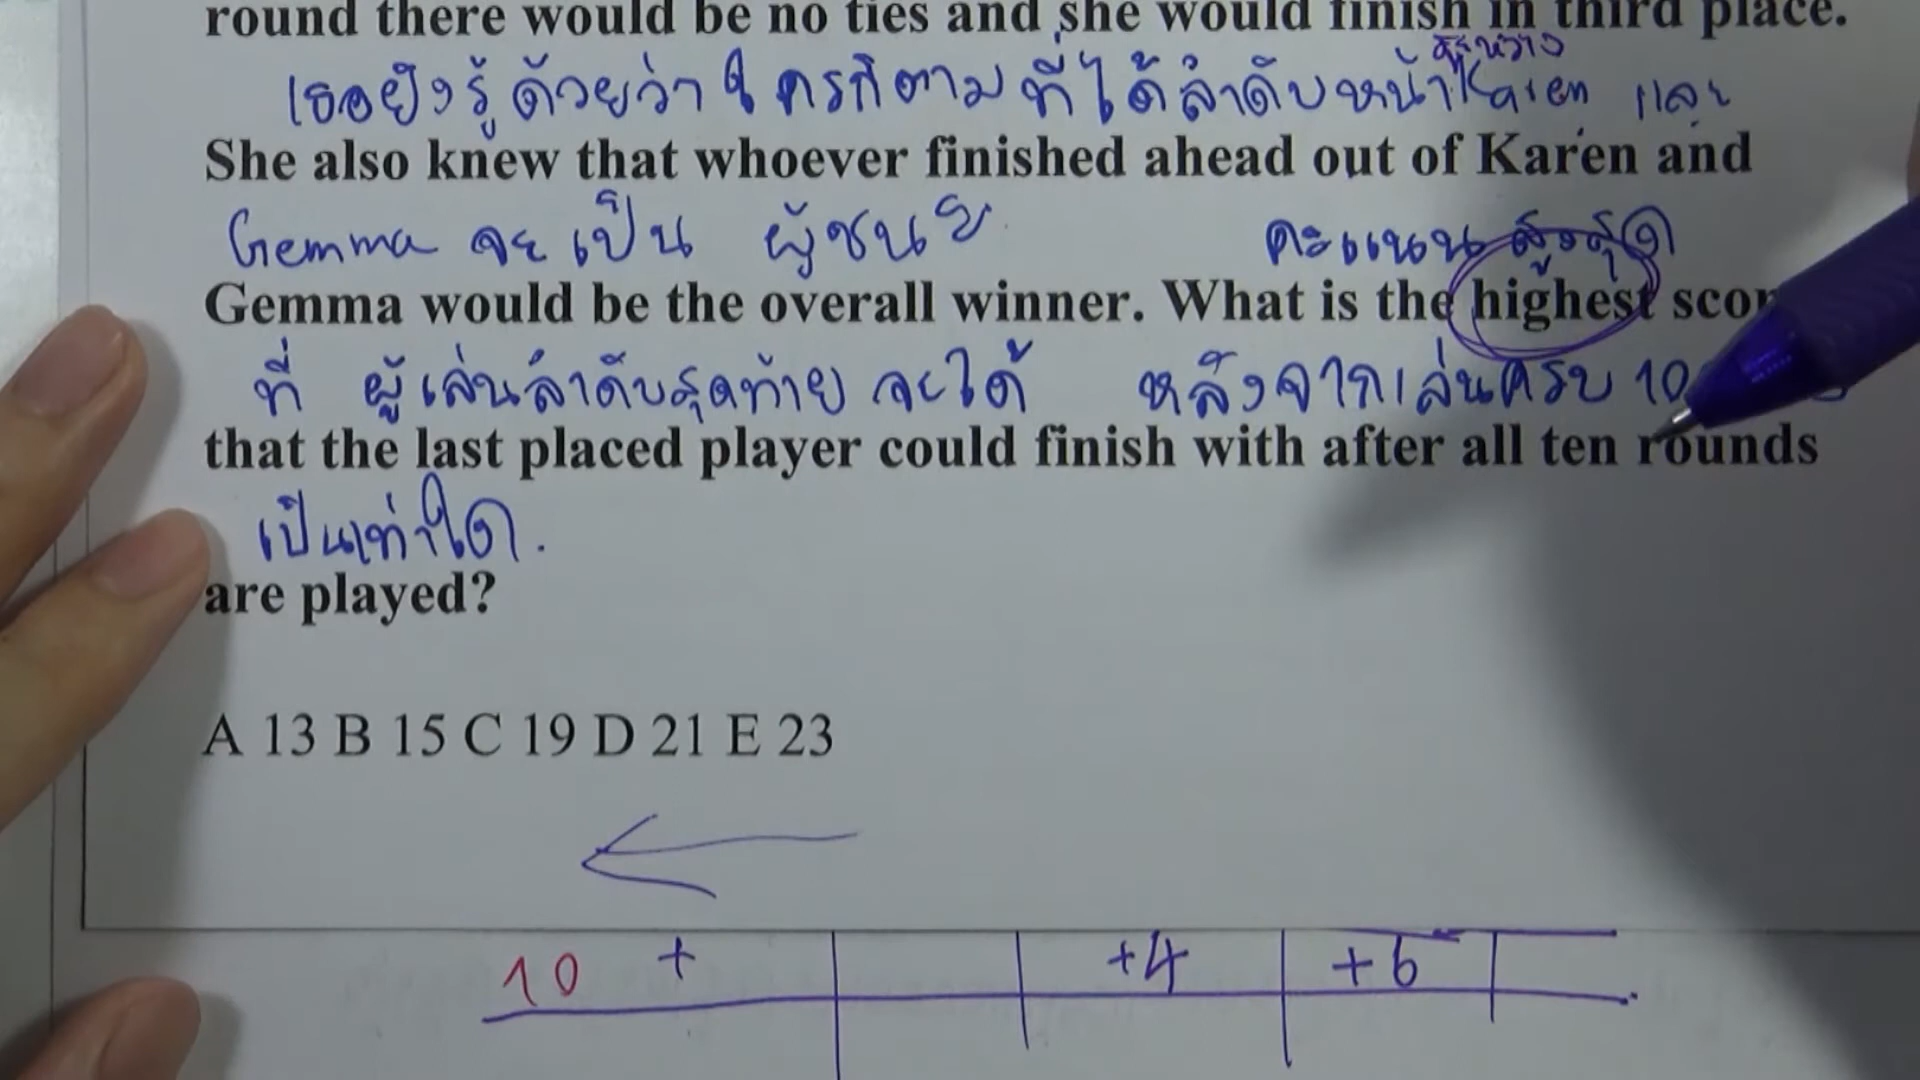 round there would be no ties and she would finish in third place.
ระหว่าง
เธอยังรู้ด้วยว่าใครก็ตามที่ได้ลำดับหน้า Karen และ
She also knew that whoever finished ahead out of Karen and
Gemma จะเป็น ผู้ชนะ คะแนนสูงสุด
Gemma would be the overall winner. What is the highest
ที่ ผู้เล่นลำดับสุดท้าย จะได้ หลังจากเล่นครบ 10
that the last placed player could finish with after all ten rounds
เป็นเท่าใด.
are played?
A 13 B 15 C 19 D 21 E 23
10 + +4 +6